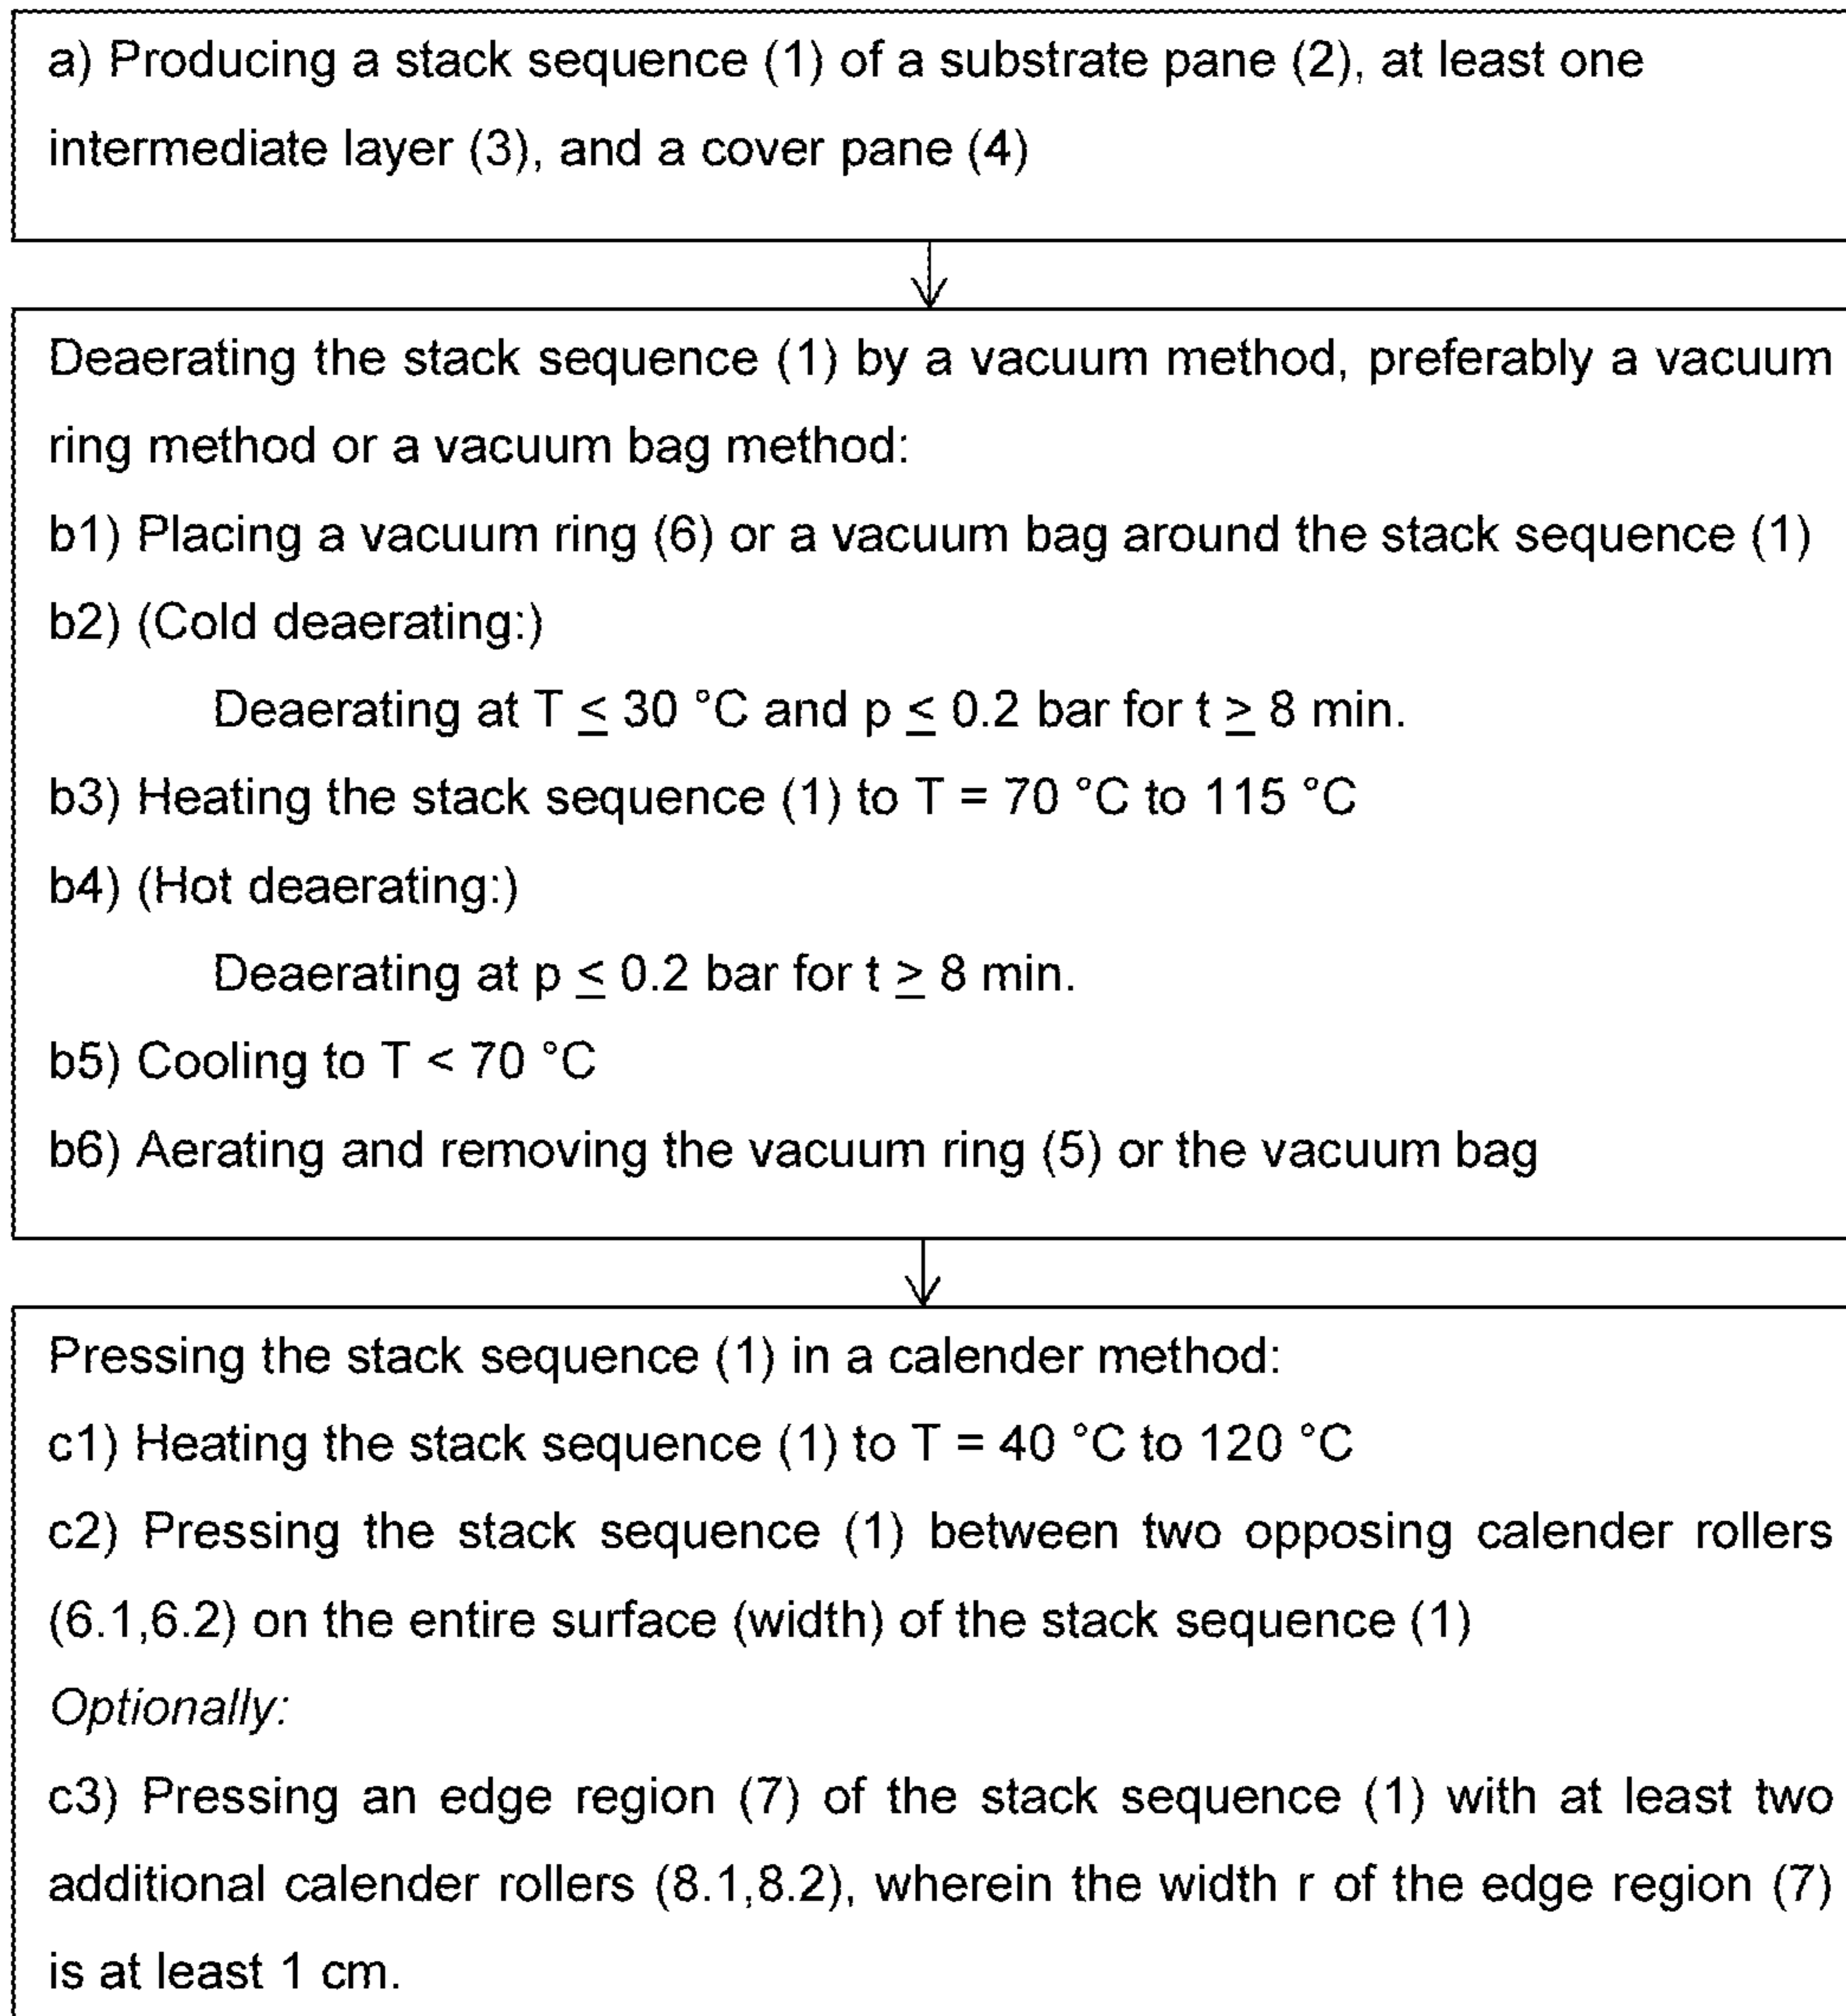 a) Producing a stack sequence (1) of a substrate pane (2), at least one
intermediate layer (3), and a cover pane (4)
Deaerating the stack sequence (1) by a vacuum method, preferably a vacuum
ring method or a vacuum bag method:
b1) Placing a vacuum ring (6) or a vacuum bag around the stack sequence (1)
b2) (Cold deaerating:)
Deaerating at T ≤ 30 °C and p ≤ 0.2 bar for t ≥ 8 min.
b3) Heating the stack sequence (1) to T = 70 °C to 115 °C
b4) (Hot deaerating:)
Deaerating at p ≤ 0.2 bar for t ≥ 8 min.
b5) Cooling to T < 70 °C
b6) Aerating and removing the vacuum ring (5) or the vacuum bag
Pressing the stack sequence (1) in a calender method:
c1) Heating the stack sequence (1) to T = 40 °C to 120 °C
c2) Pressing the stack sequence (1) between two opposing calender rollers
(6.1,6.2) on the entire surface (width) of the stack sequence (1)
Optionally:
c3) Pressing an edge region (7) of the stack sequence (1) with at least two
additional calender rollers (8.1,8.2), wherein the width r of the edge region (7)
is at least 1 cm.